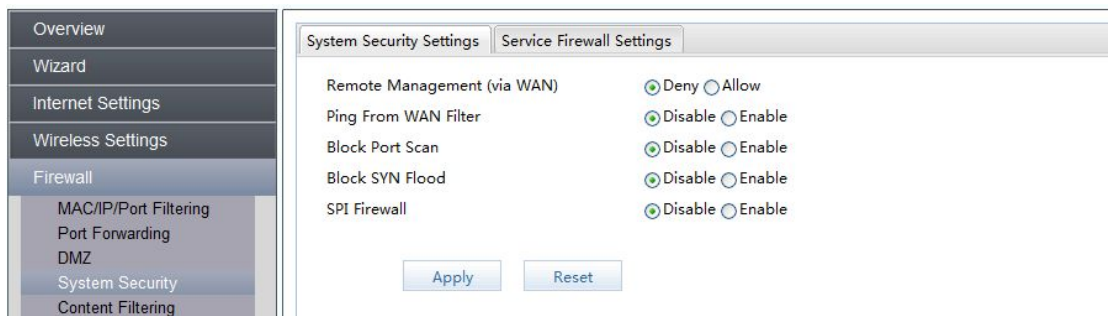 Overview
Wizard
Internet Settings
Wireless Settings
Firewall
MAC/IP/Port Filtering
Port Forwarding
DMZ
System Security
Content Filtering
System Security Settings Service Firewall Settings
Remote Management (via WAN) Deny Allow
Ping From WAN Filter Disable Enable
Block Port Scan Disable Enable
Block SYN Flood Disable Enable
SPI Firewall Disable Enable
Apply Reset